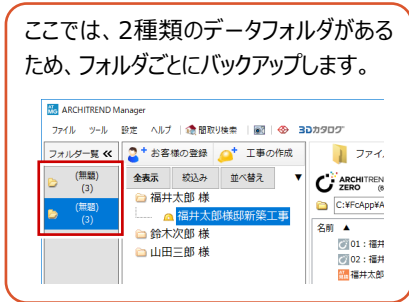 ここでは、2種類のデータフォルダがある
ため、フォルダごとにバックアップします。
ARCHITREND Manager
ファイル ツール 設定 ヘルプ 間取り検索 3Dカタログ
フォルダ一覧 お客様の登録 工事の作成 ファイ
(無題)
(3)
(無題)
(3)
全表示 絞込み 並べ替え ▼
福井太郎 様
福井太郎様邸新築工事
鈴木次郎 様
山田三郎 様
ARCHITREND
ZERO
C:¥FcApp¥A
名前 ▲
01：福井
02：福井
福井太郎